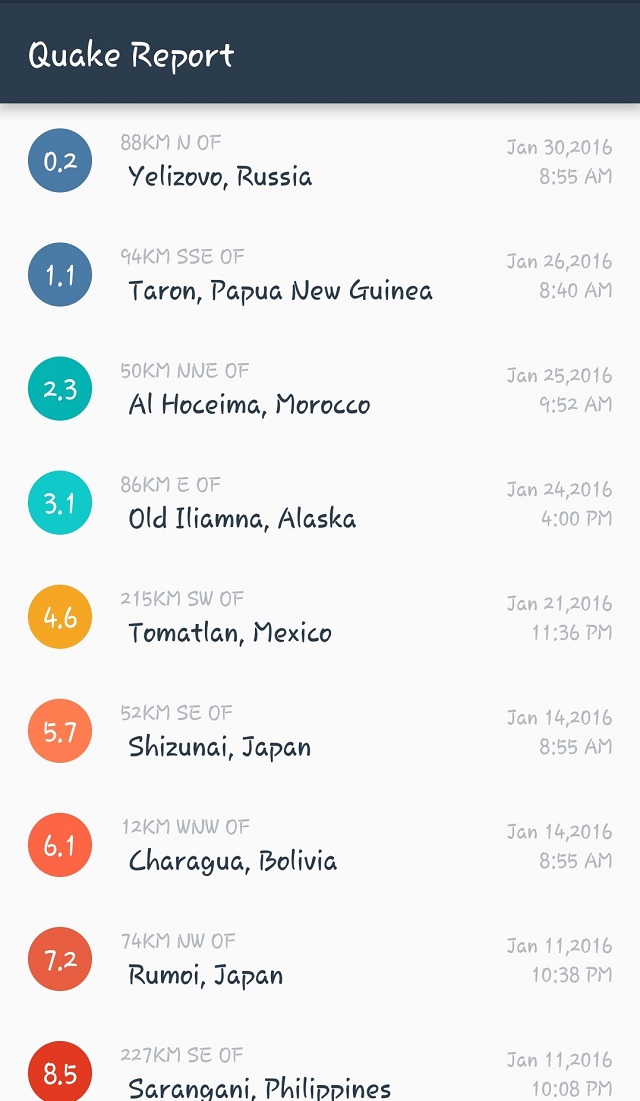 Quake Report
0.2
88KM N OF
Yelizovo, Russia
Jan 30,2016
8:55 AM
1.1
94KM SSE OF
Taron, Papua New Guinea
Jan 26,2016
8:40 AM
2.3
50KM NNE OF
Al Hoceima, Morocco
Jan 25,2016
9:52 AM
3.1
86KM E OF
Old Iliamna, Alaska
Jan 24,2016
4:00 PM
4.6
215KM SW OF
Tomatlan, Mexico
Jan 21,2016
11:36 PM
5.7
52KM SE OF
Shizunai, Japan
Jan 14,2016
8:55 AM
6.1
12KM WNW OF
Charagua, Bolivia
Jan 14,2016
8:55 AM
7.2
74KM NW OF
Rumoi, Japan
Jan 11,2016
10:38 PM
8.5
227KM SE OF
Sarangani, Philippines
Jan 11,2016
10:08 PM